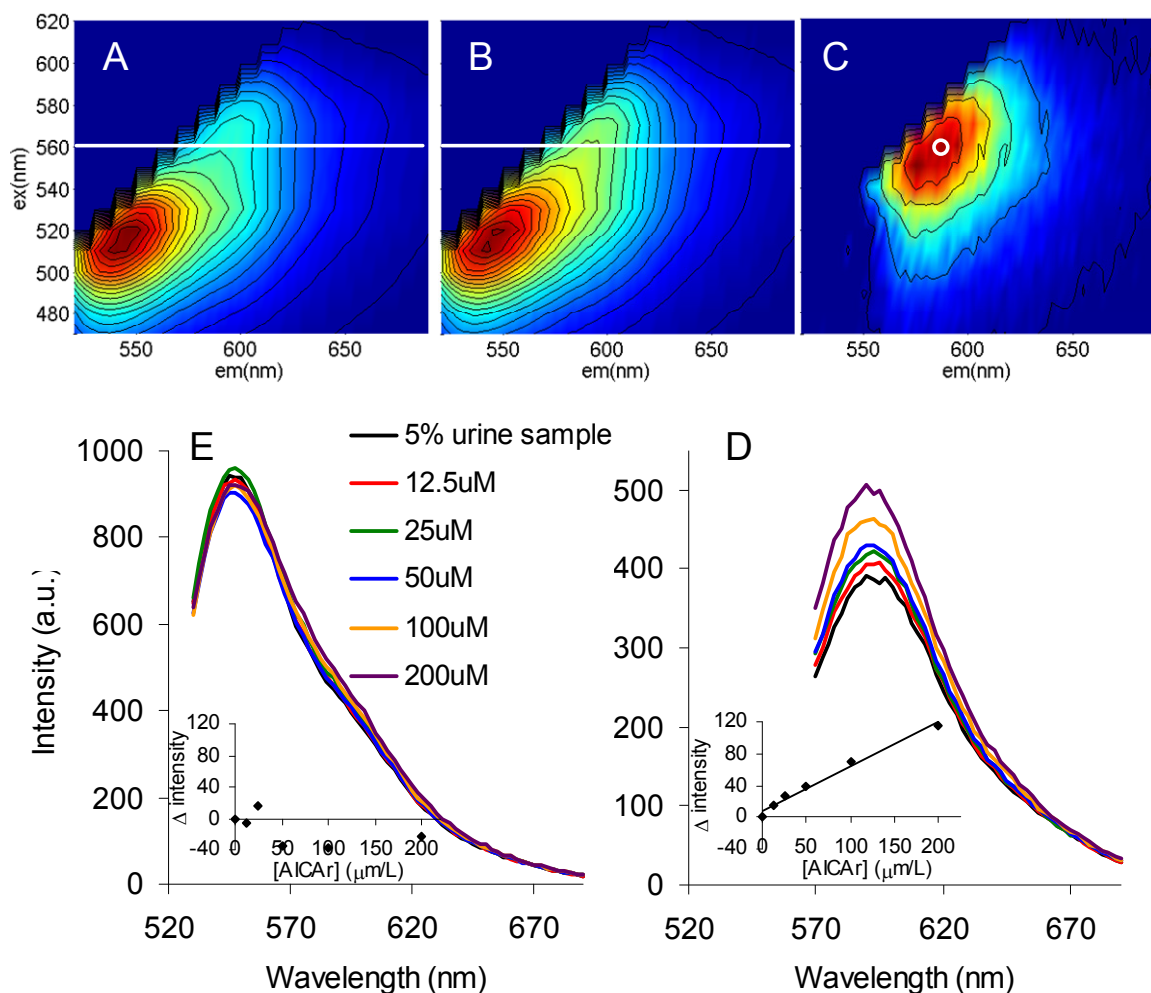 A
B
C
620
600
580
560
540
520
500
480
ex(nm)
550
600
650
em(nm)
550
600
650
em(nm)
550
600
650
em(nm)
E
1000
800
600
400
200
0
Intensity (a.u.)
520
570
620
670
Wavelength (nm)
5% urine sample
12.5uM
25uM
50uM
100uM
200uM
120
80
40
0
-40
Δ intensity
0
50
100
150
200
[AICAr] (μm/L)
D
500
400
300
200
100
0
520
570
620
670
Wavelength (nm)
120
80
40
0
-40
Δ intensity
0
50
100
150
200
[AICAr] (μm/L)